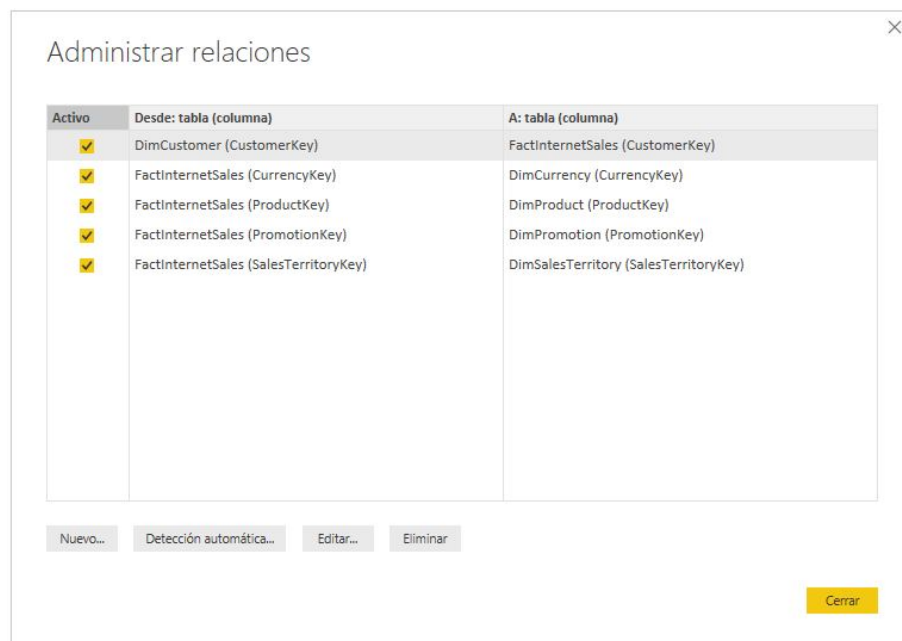 Administrar relaciones
Activo Desde: tabla (columna) A: tabla (columna)
DimCustomer (CustomerKey) FactInternetSales (CustomerKey)
FactInternetSales (CurrencyKey) DimCurrency (CurrencyKey)
FactInternetSales (ProductKey) DimProduct (ProductKey)
FactInternetSales (PromotionKey) DimPromotion (PromotionKey)
FactInternetSales (SalesTerritoryKey) DimSalesTerritory (SalesTerritoryKey)
Nuevo... Detección automática... Editar... Eliminar
Cerrar